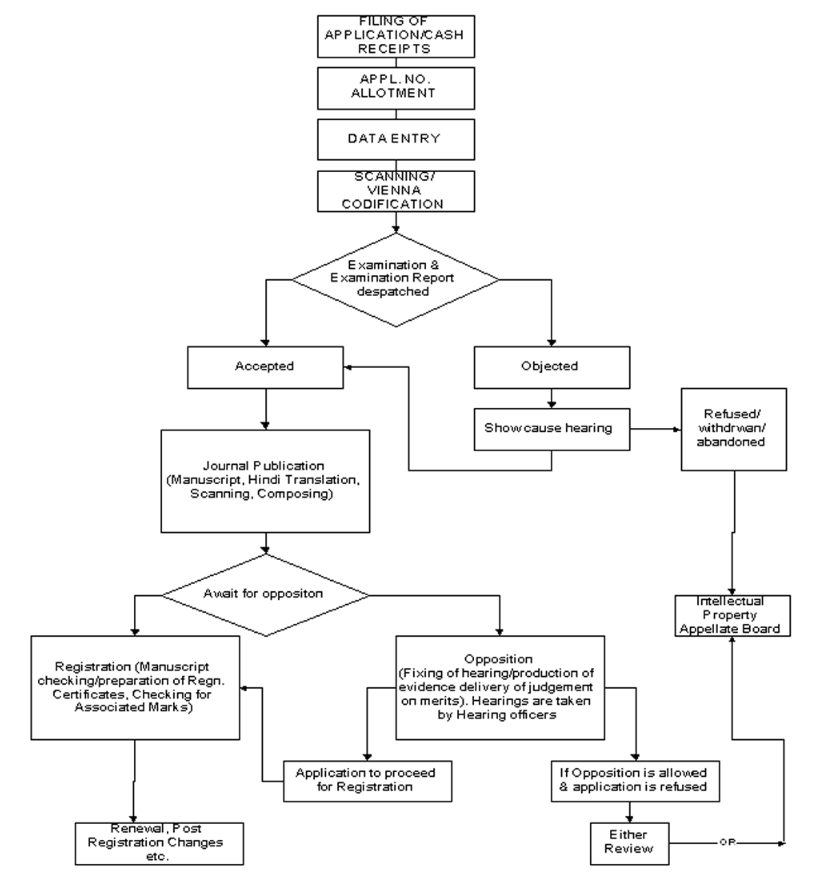 FILING OF
APPLICATION/CASH
RECEIPTS
APPL. NO.
ALLOTMENT
DATA ENTRY
SCANNING/
VIENNA
CODIFICATION
Examination &
Examination Report
despatched
Accepted
Objected
Show cause hearing
Refused/
withdrwan/
abandoned
Journal Publication
(Manuscript, Hindi Translation,
Scanning, Composing)
Await for oppositon
Intellectual
Property
Appellate Board
Registration (Manuscript
checking/preparation of Regn.
Certificates, Checking for
Associated Marks)
Opposition
(Fixing of hearing/production of
evidence delivery of judgement
on merits). Hearings are taken
by Hearing officers
Application to proceed
for Registration
If Opposition is allowed
& application is refused
Renewal, Post
Registration Changes
etc.
Either
Review
OR